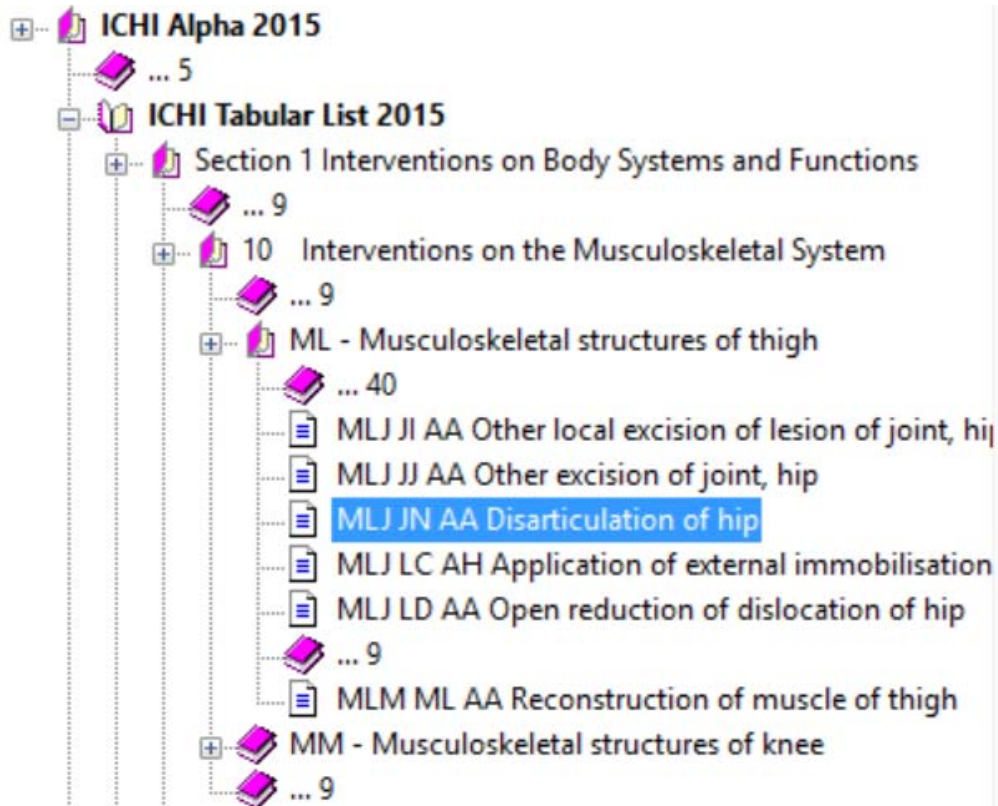 ICHI Alpha 2015
... 5
ICHI Tabular List 2015
Section 1 Interventions on Body Systems and Functions
... 9
10 Interventions on the Musculoskeletal System
... 9
ML - Musculoskeletal structures of thigh
... 40
MLJ JI AA Other local excision of lesion of joint,
MLJ JJ AA Other excision of joint, hip
MLJ JN AA Disarticulation of hip
MLJ LC AH Application of external immobilisation
MLJ LD AA Open reduction of dislocation of hip
... 9
MLM ML AA Reconstruction of muscle of thigh
MM - Musculoskeletal structures of knee
... 9